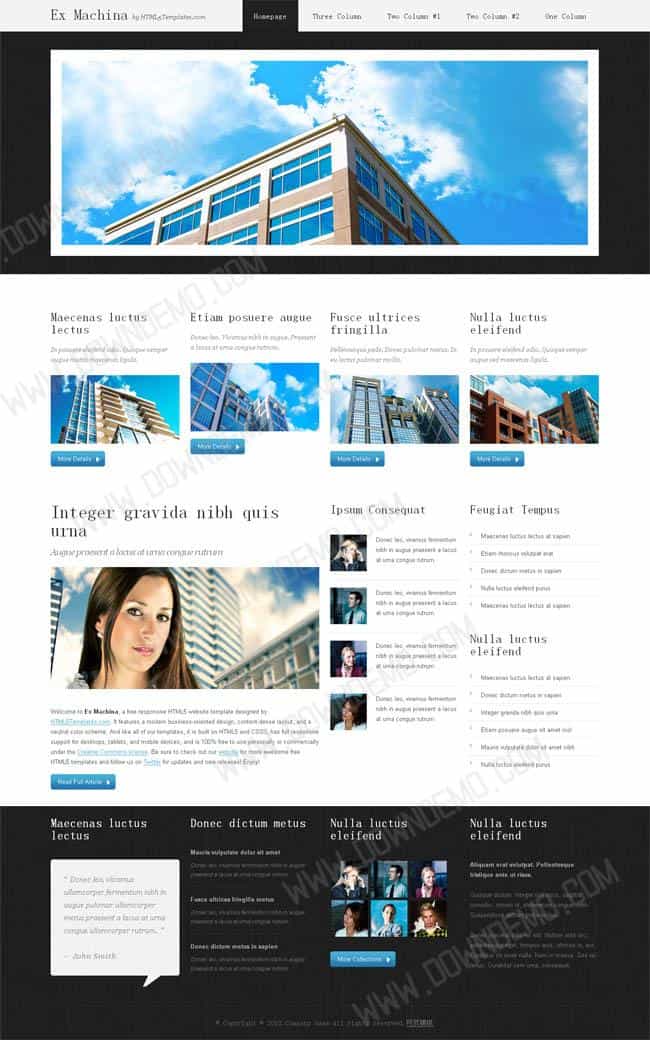 Ex Machina by HTML5Templates.com
Homepage Three Column Two Column #1 Two Column #2 One Column
Maecenas luctus
lectus
In posuere eleifend odio. Quisque semper
augue mattis maecenas ligula.
More Details
Etiam posuere augue
Donec leo, Vivamus nibh in augue. Praesent
a lacus at urna congue rutrum.
More Details
Fusce ultrices
fringilla
Pellentesque pede, Donec pulvinar metus. In
eu lectus pulvinar mollis.
More Details
Nulla luctus
eleifend
In posuere eleifend odio. Quisque semper
augue sed maecenas ligula.
More Details
Integer gravida nibh quis
urna
Augue praesent a lacus at urna congue rutrum
Welcome to Ex Machina, a free responsive HTML5 website template designed by
HTML5Templates.com. It features a modern business-oriented design, content-dense layout, and a
neutral color scheme. And like all of our templates, it is built on HTML5 and CSS3, has full responsive
support for desktops, tablets, and mobile devices, and is 100% free to use personally or commercially
under the Creative Commons license. Be sure to check out our website for more awesome free
HTML5 templates and follow us on Twitter for updates and new releases! Enjoy!
Read Full Article
Ipsum Consequat
Donec leo, vivamus fermentum
nibh in augue praesent a lacus
at urna congue rutrum.
Donec leo, vivamus fermentum
nibh in augue praesent a lacus
at urna congue rutrum.
Donec leo, vivamus fermentum
nibh in augue praesent a lacus
at urna congue rutrum.
Donec leo, vivamus fermentum
nibh in augue praesent a lacus
at urna congue rutrum.
Feugiat Tempus
Maecenas luctus lectus at sapien
Etiam rhoncus volutpat erat
Donec dictum metus in sapien
Nulla luctus eleifend purus
Maecenas luctus lectus at sapien
Nulla luctus
eleifend
Maecenas luctus lectus at sapien
Donec dictum metus in sapien
Integer gravida nibh quis urna
Etiam posuere augue sit amet nisl
Mauris vulputate dolor sit amet nibh
Nulla luctus eleifend purus
Maecenas luctus
lectus
" Donec leo, vivamus
ullamcorper fermentum nibh in
augue pulvinar ullamcorper
metus praesent a lacus at urna
congue ullamcorper rutrum. "
– John Smith
Donec dictum metus
Mauris vulputate dolor sit amet
Donec leo, vivamus fermentum nibh in augue
praesent a lacus at urna congue rutrum.
Fusce ultrices fringilla metus
Donec leo, vivamus fermentum nibh in augue
praesent a lacus at urna congue rutrum.
Donec dictum metus in sapien
Donec leo, vivamus fermentum nibh in augue
praesent a lacus at urna congue rutrum.
Nulla luctus
eleifend
More Collections
Nulla luctus
eleifend
Aliquam erat volutpat. Pellentesque
tristique ante ut risus.
WWW.DOWNDEMO.COM
WWW.DOWNDEMO.COM
WWW.DOWNDEMO.COM
WWW.DOWNDEMO.COM
WWW.DOWNDEMO.COM